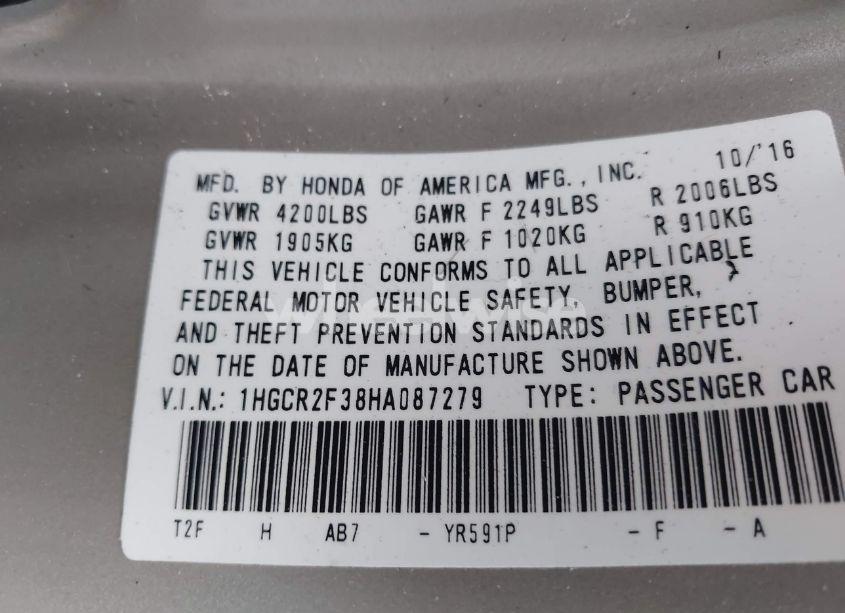 MFD. BY HONDA OF AMERICA MFG., INC. 10/'16
GVWR 4200LBS GAWR F 2249LBS R 2006LBS
GVWR 1905KG GAWR F 1020KG R 910KG
THIS VEHICLE CONFORMS TO ALL APPLICABLE
FEDERAL MOTOR VEHICLE SAFETY, BUMPER,
AND THEFT PREVENTION STANDARDS IN EFFECT
ON THE DATE OF MANUFACTURE SHOWN ABOVE.
V.I.N.: 1HGCR2F38HA087279 TYPE: PASSENGER CAR
T2F H AB7 - YR591P - F - A